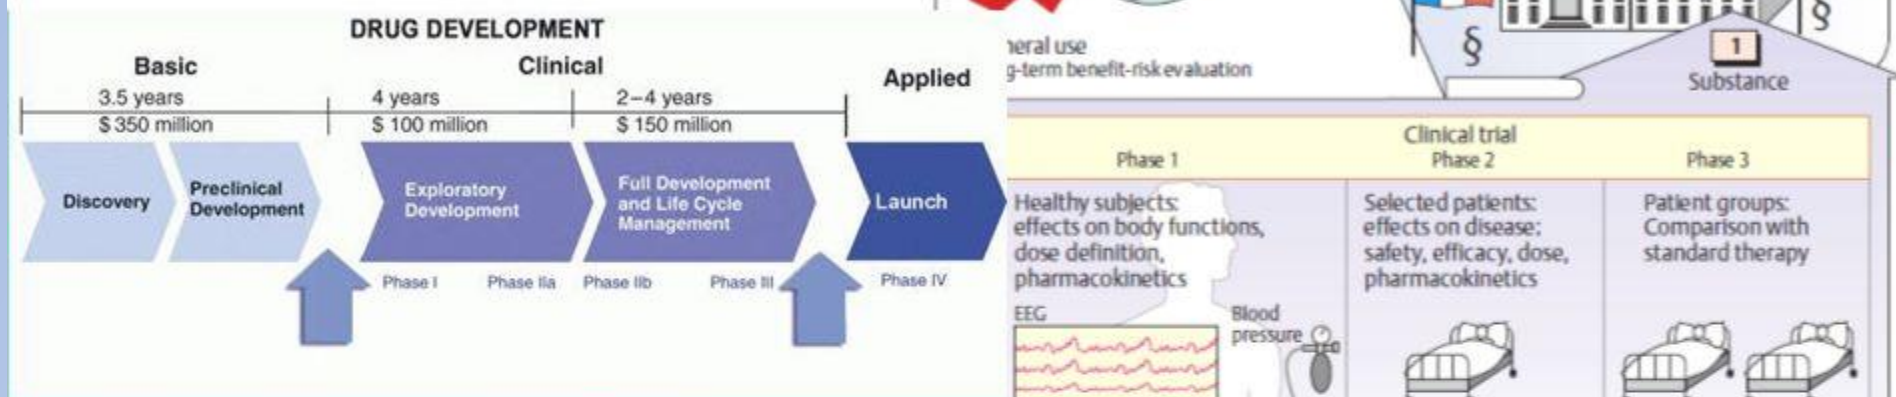 DRUG DEVELOPMENT
Basic
Clinical
Applied
3.5 years
4 years
2–4 years
$ 350 million
$ 100 million
$ 150 million
Discovery
Preclinical
Development
Exploratory
Development
Full Development
and Life Cycle
Management
Launch
Phase I
Phase IIa
Phase IIb
Phase III
Phase IV
use
benefit-risk evaluation
§
§
1
Substance
Clinical trial
Phase 1
Phase 2
Phase 3
Healthy subjects:
effects on body functions,
dose definition,
pharmacokinetics
Selected patients:
effects on disease;
safety, efficacy, dose,
pharmacokinetics
Patient groups:
Comparison with
standard therapy
EEG
Blood
pressure